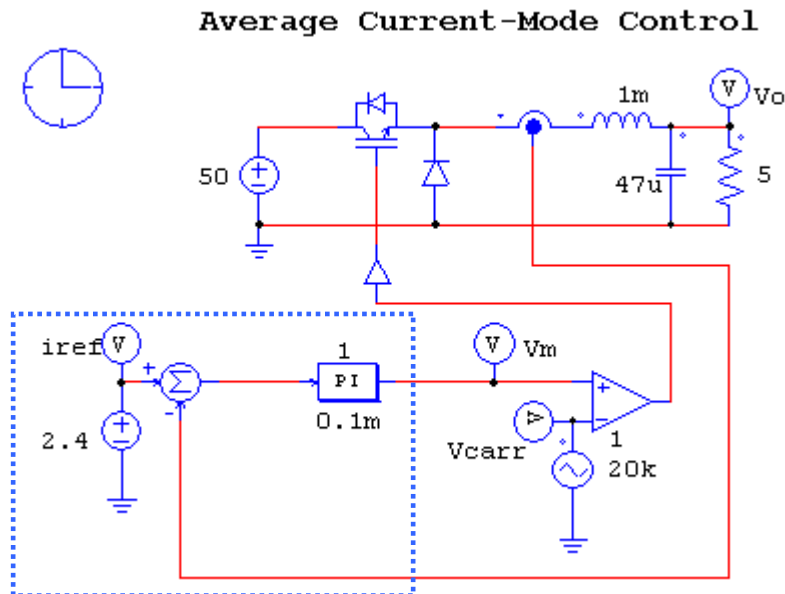 Average Current-Mode Control
1m
V
Vo
50
47u
5
iref
V
1
V
Vm
+
Σ
PI
+
-
0.1m
V
-
2.4
Vcarr
1
20k